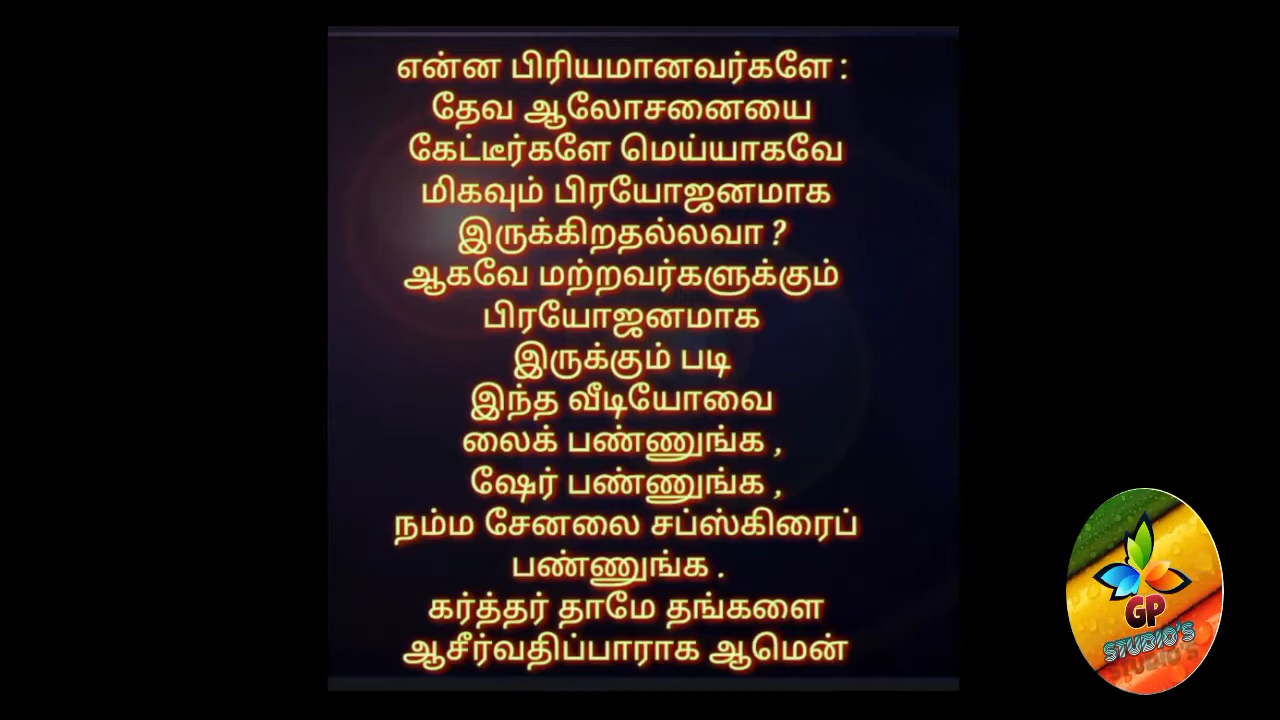 என்ன பிரியமானவர்களே :
தேவ ஆலோசனையை
கேட்டீர்களே மெய்யாகவே
மிகவும் பிரயோஜனமாக
இருக்கிறதல்லவா ?
ஆகவே மற்றவர்களுக்கும்
பிரயோஜனமாக
இருக்கும் படி
இந்த வீடியோவை
லைக் பண்ணுங்க ,
ஷேர் பண்ணுங்க ,
நம்ம சேனலை சப்ஸ்கிரைப்
பண்ணுங்க .
கர்த்தர் தாமே தங்களை
ஆசீர்வதிப்பாராக ஆமென்
GP
STUDIO'S